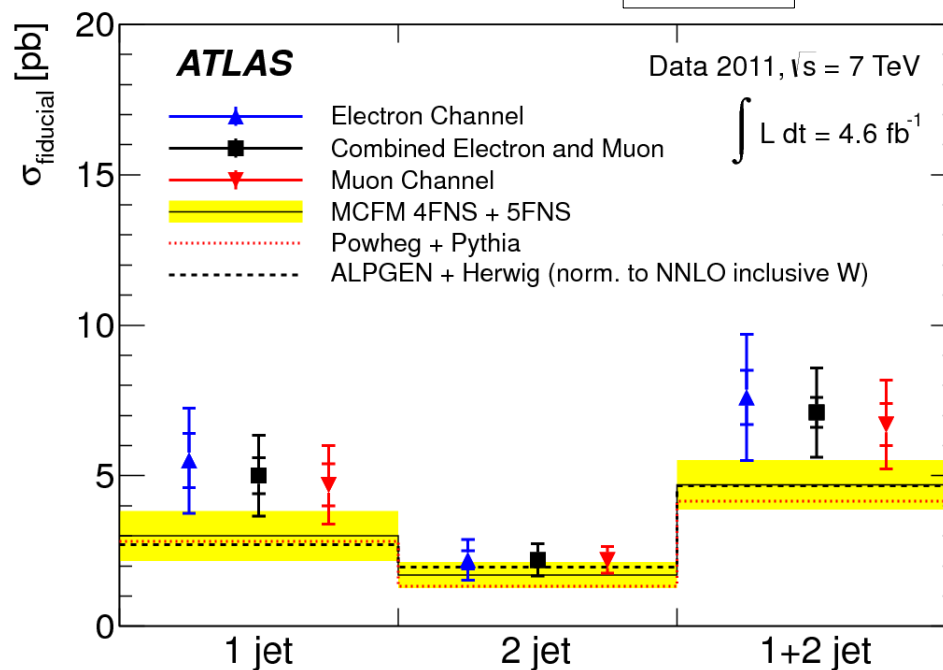 σfiducial [pb]
20
15
10
5
0
ATLAS
Data 2011, √s = 7 TeV
∫ L dt = 4.6 fb-1
Electron Channel
Combined Electron and Muon
Muon Channel
MCFM 4FNS + 5FNS
Powheg + Pythia
ALPGEN + Herwig (norm. to NNLO inclusive W)
1 jet
2 jet
1+2 jet